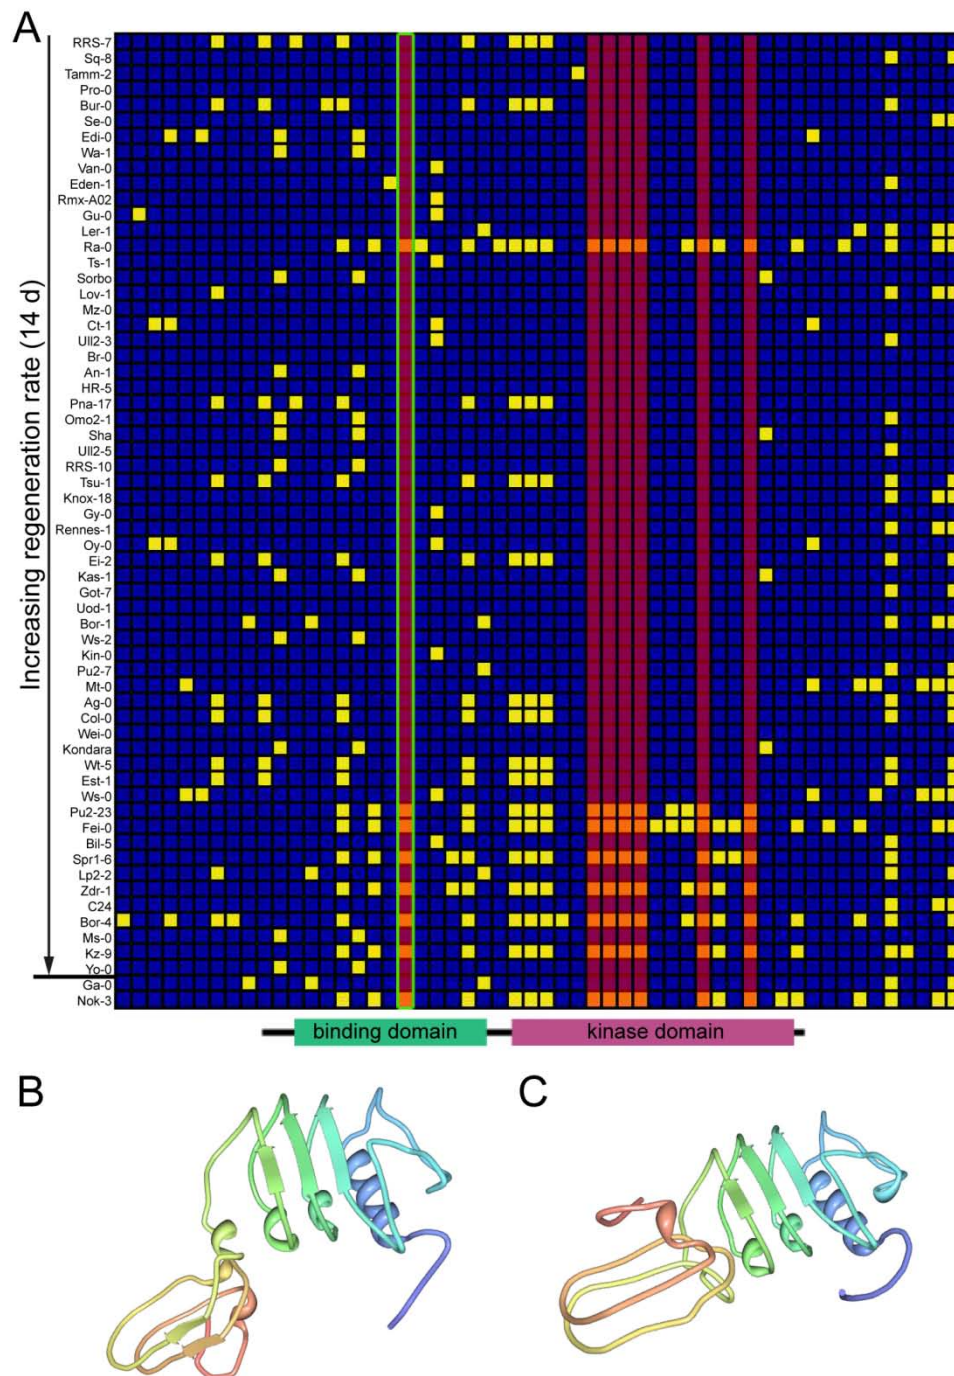 A
Increasing regeneration rate (14 d)
RRS-7
Sq-8
Tamm-2
Pro-0
Bur-0
Se-0
Edi-0
Wa-1
Van-0
Eden-1
Rmx-A02
Gu-0
Ler-1
Ra-0
Ts-1
Sorbo
Lov-1
Mz-0
Ct-1
Ull2-3
Br-0
An-1
HR-5
Pna-17
Omo2-1
Sha
Ull2-5
RRS-10
Tsu-1
Knox-18
Gy-0
Rennes-1
Oy-0
Ei-2
Kas-1
Got-7
Uod-1
Bor-1
Ws-2
Kin-0
Pu2-7
Mt-0
Ag-0
Col-0
Wei-0
Kondara
Wt-5
Est-1
Ws-0
Pu2-23
Fei-0
Bil-5
Spr1-6
Lp2-2
Zdr-1
C24
Bor-4
Ms-0
Kz-9
Yo-0
Ga-0
Nok-3
binding domain
kinase domain
B
C